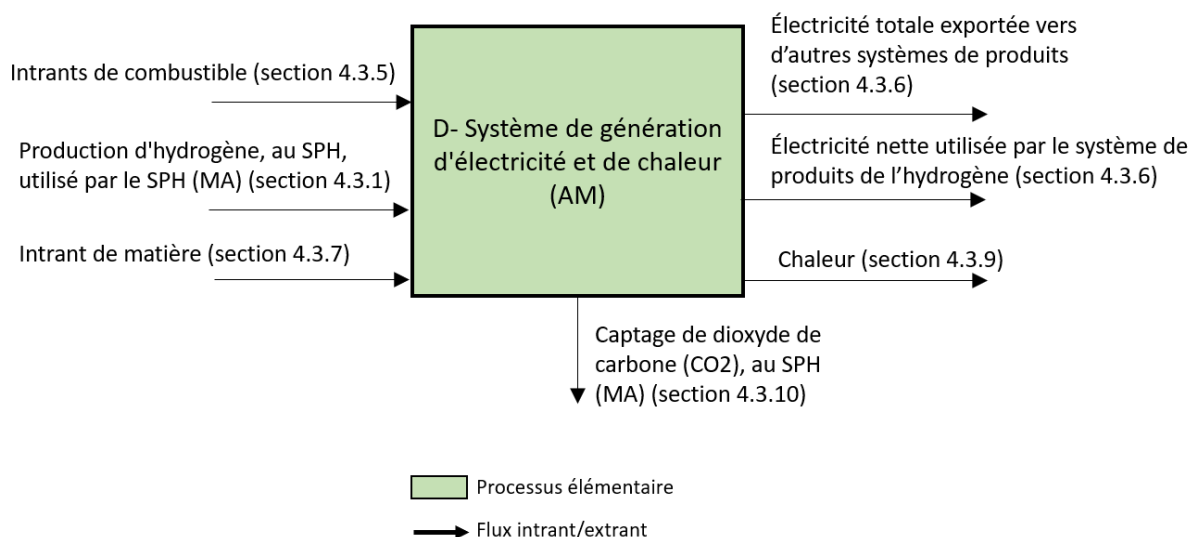 Intrants de combustible (section 4.3.5)
Production d'hydrogène, au SPH,
utilisé par le SPH (MA) (section 4.3.1)
Intrant de matière (section 4.3.7)
D- Système de génération
d'électricité et de chaleur
(AM)
Électricité totale exportée vers
d’autres systèmes de produits
(section 4.3.6)
Électricité nette utilisée par le système de
produits de l’hydrogène (section 4.3.6)
Chaleur (section 4.3.9)
Captage de dioxyde de
carbone (CO2), au SPH
(MA) (section 4.3.10)
Processus élémentaire
Flux intrant/extrant